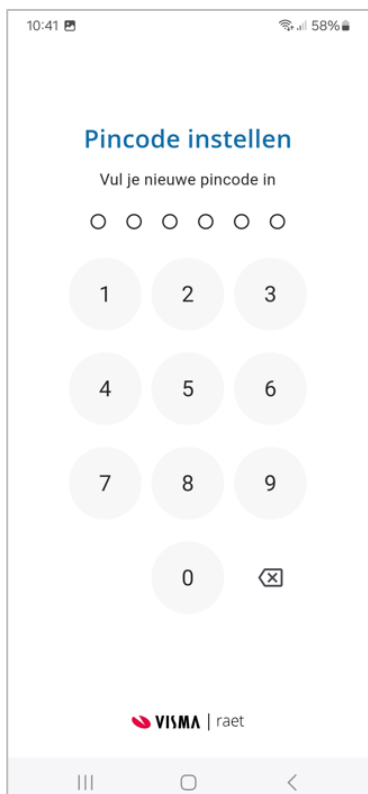 10:41 58%
Pincode instellen
Vul je nieuwe pincode in
1 2 3
4 5 6
7 8 9
0
VISMA | raet